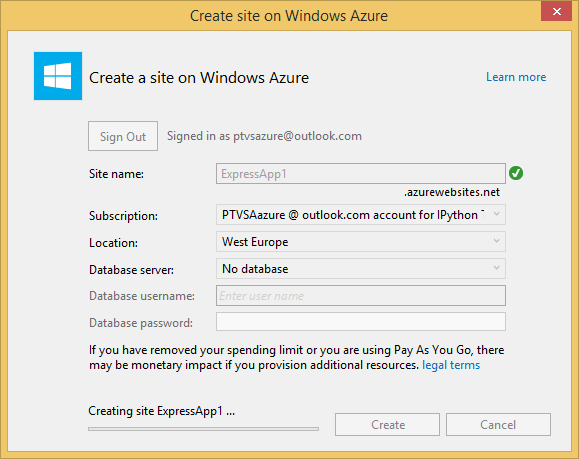 Create site on Windows Azure
Create a site on Windows Azure
Learn more
Sign Out
Signed in as ptvsazure@outlook.com
Site name:
ExpressApp1
.azurewebsites.net
Subscription:
PTVSAazure @ outlook.com account for IPython
Location:
West Europe
Database server:
No database
Database username:
Enter user name
Database password:
If you have removed your spending limit or you are using Pay As You Go, there
may be monetary impact if you provision additional resources. legal terms
Creating site ExpressApp1 ...
Create
Cancel